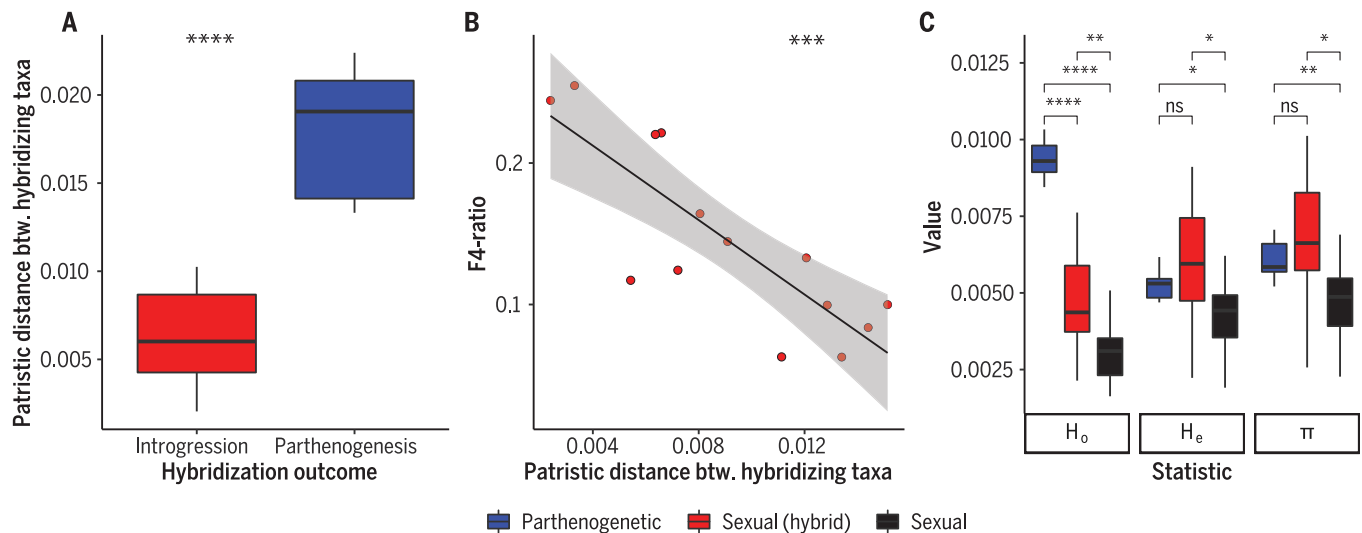 A
****
Patristic distance btw. hybridizing taxa
0.020
0.015
0.010
0.005
Introgression Parthenogenesis
Hybridization outcome
B
***
F4-ratio
0.2
0.1
0.004 0.008 0.012
Patristic distance btw. hybridizing taxa
C
Value
0.0125
0.0100
0.0075
0.0050
0.0025
**
****
****
*
*
ns
*
**
ns
Ho He π
Statistic
Parthenogenetic Sexual (hybrid) Sexual